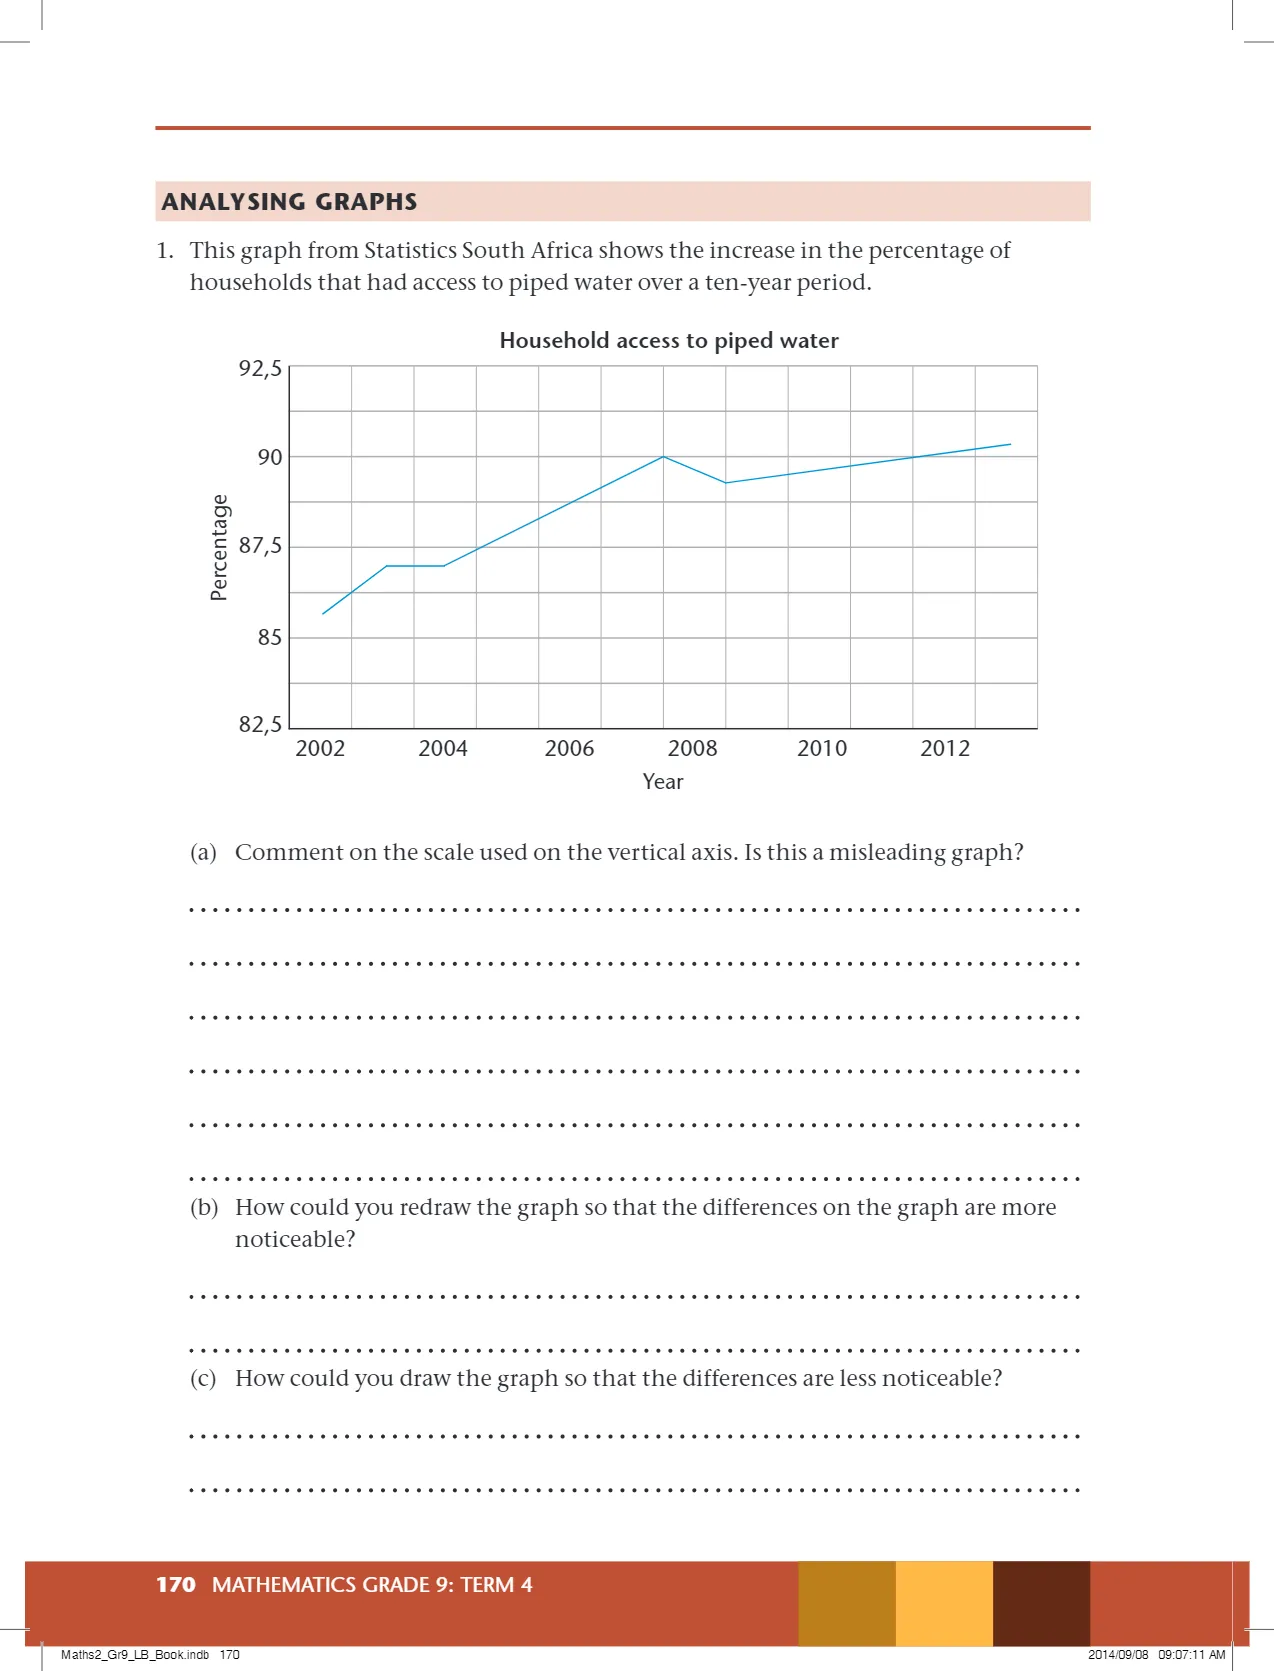 ANALYSING GRAPHS
1. This graph from Statistics South Africa shows the increase in the percentage of
households that had access to piped water over a ten-year period.
Household access to piped water
92,5
90
87,5
85
82,5
Percentage
2002 2004 2006 2008 2010 2012
Year
(a) Comment on the scale used on the vertical axis. Is this a misleading graph?
(b) How could you redraw the graph so that the differences on the graph are more
noticeable?
(c) How could you draw the graph so that the differences are less noticeable?
170 MATHEMATICS GRADE 9: TERM 4
Maths2_Gr9_LB_Book.indb 170
2014/09/08 09:07:11 AM